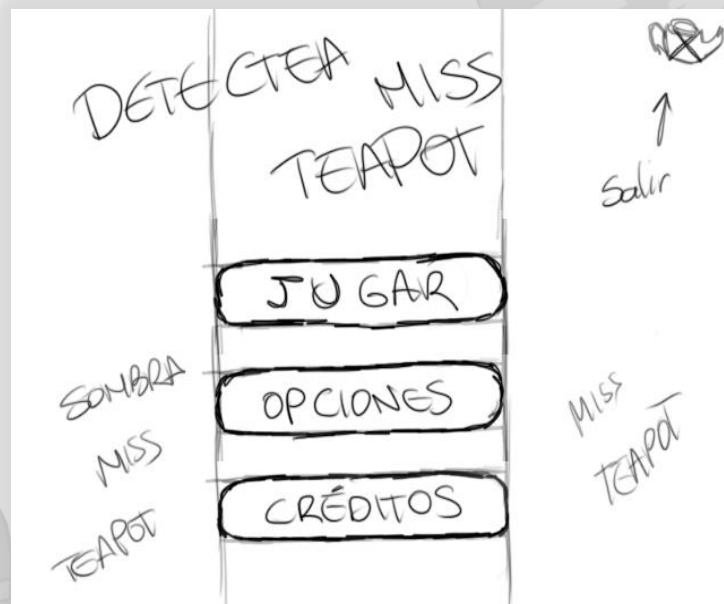 DETECTEA MISS
TEAPOT
Salir
JUGAR
OPCIONES
CRÉDITOS
SOMBRA
MISS
TEAPOT
MISS
TEAPOT